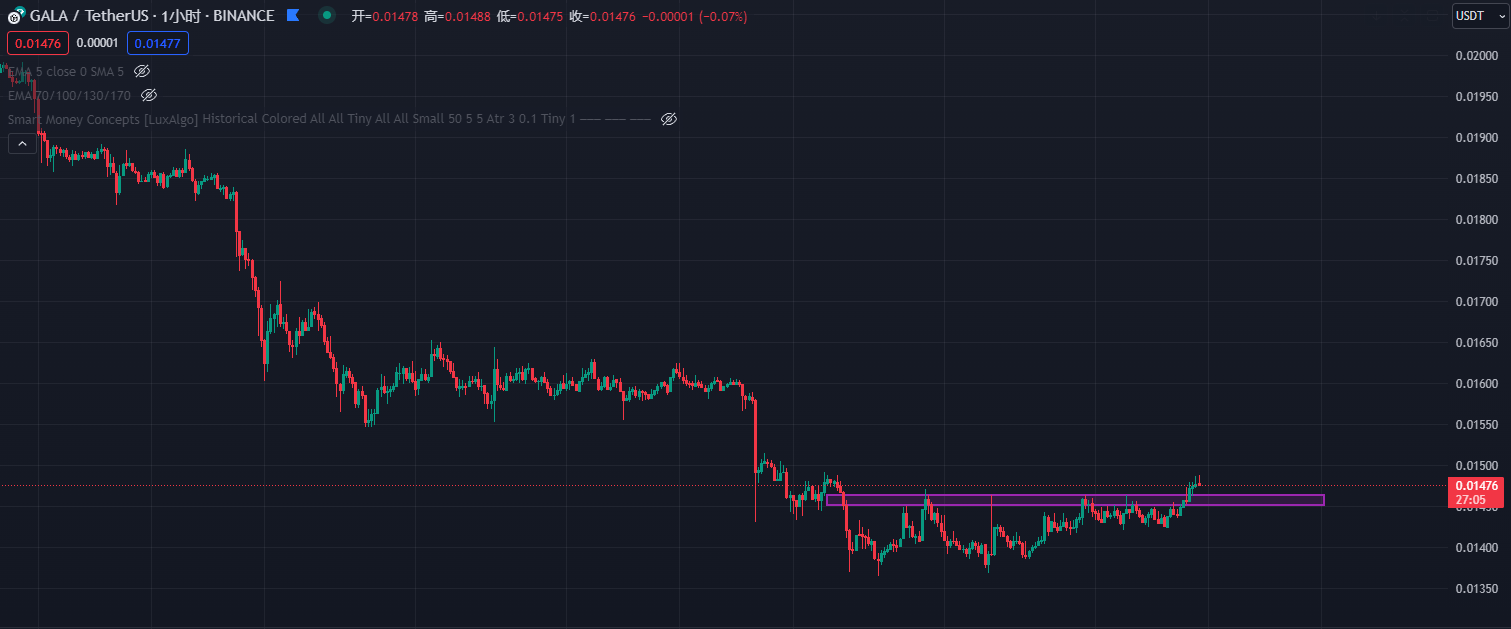 GALA / TetherUS · 1小时 · BINANCE 开=0.01478 高=0.01488 低=0.01475 收=0.01476 −0.00001 (−0.07%)
USDT
0.01476 0.00001 0.01477
EMA 5 close 0 SMA 5
EMA 70/100/130/170
Smart Money Concepts [LuxAlgo] Historical Colored All All Tiny All All Small 50 5 5 Atr 3 0.1 Tiny 1
0.02000
0.01950
0.01900
0.01850
0.01800
0.01750
0.01700
0.01650
0.01600
0.01550
0.01500
0.01476
27:05
0.01450
0.01400
0.01350